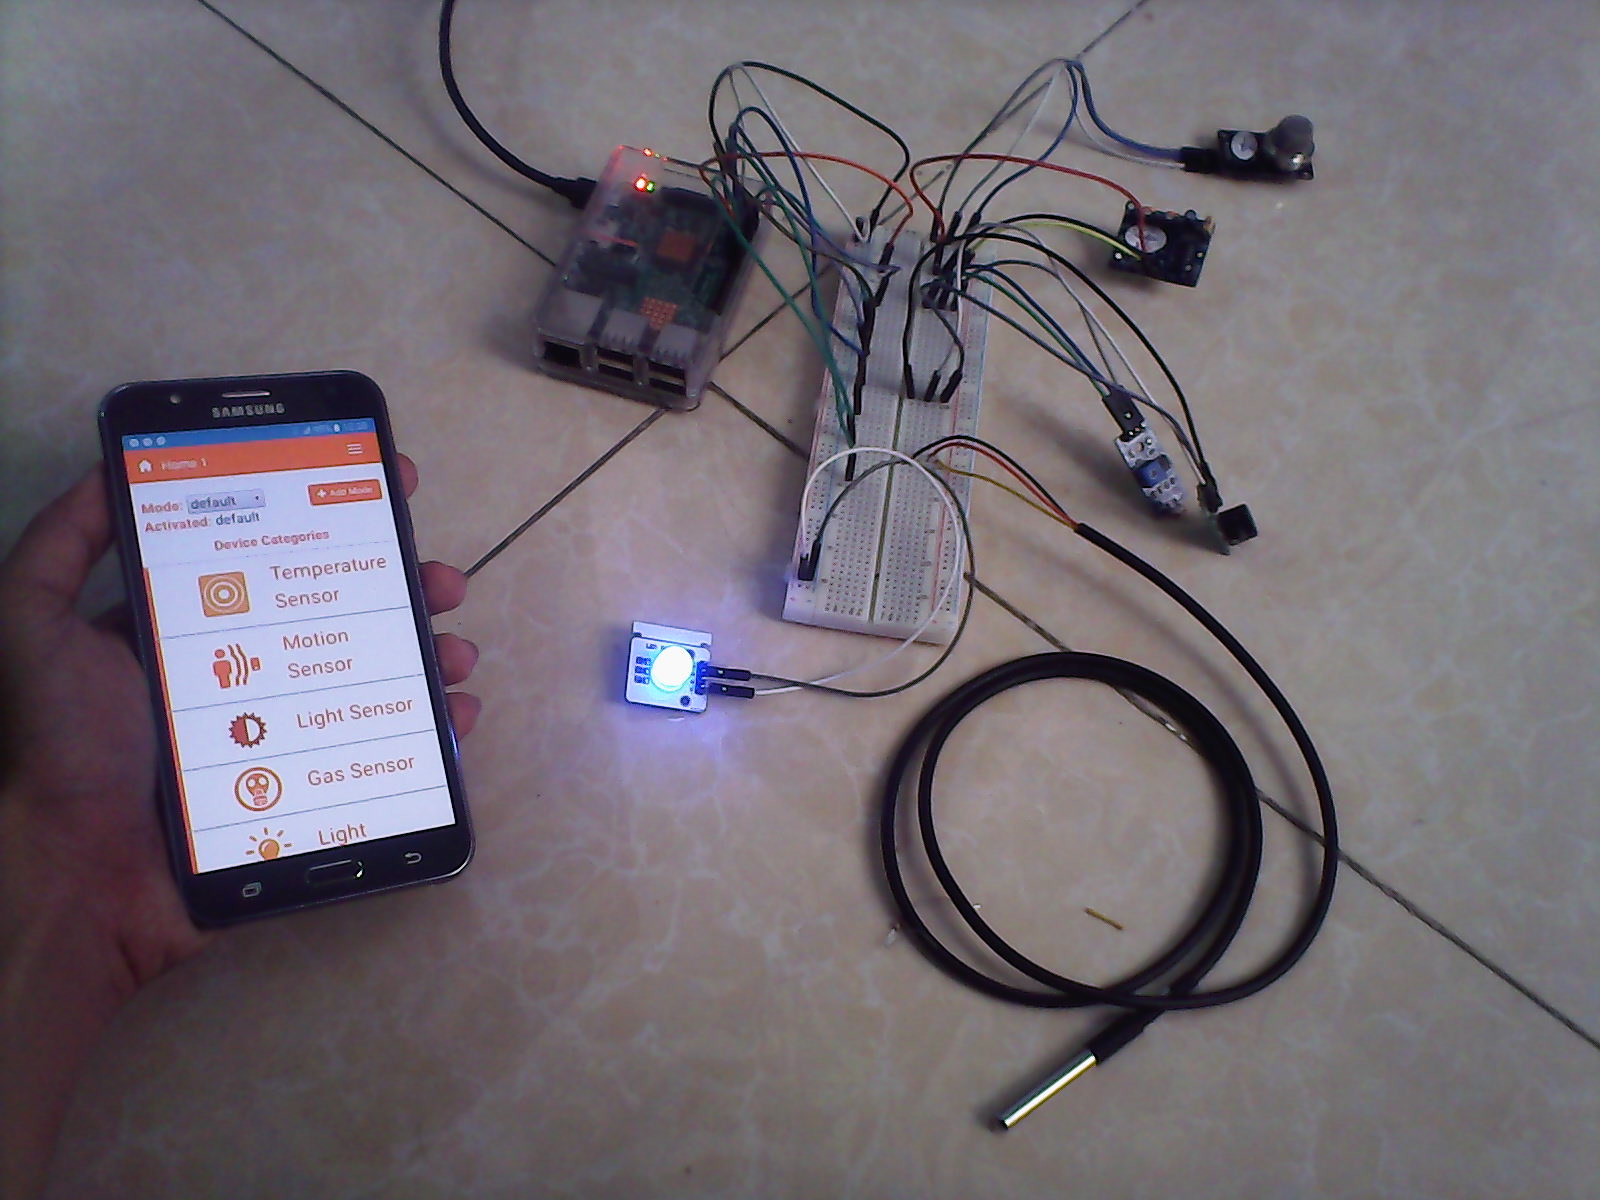 SAMSUNG
Home 1
Mode: default
+ Add Mode
Activated: default
Device Categories
Temperature
Sensor
Motion
Sensor
Light Sensor
Gas Sensor
Light